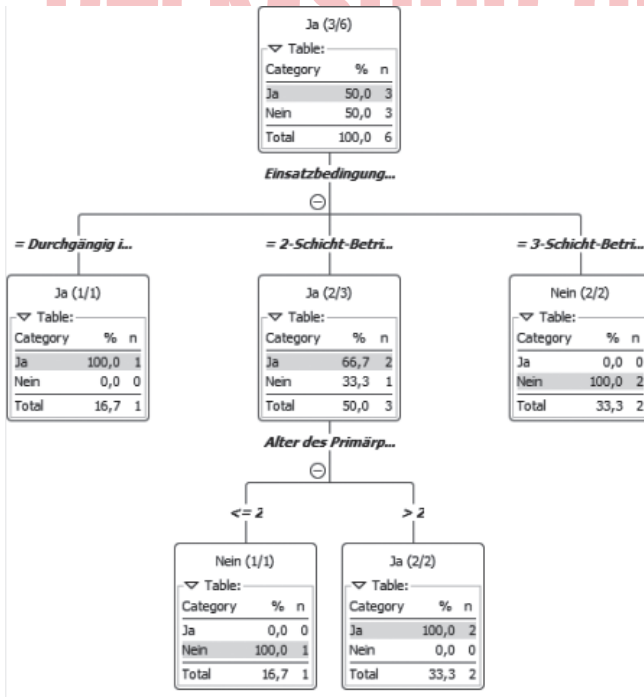 Ja (3/6)
Table:
Category % n
Ja 50,0 3
Nein 50,0 3
Total 100,0 6
Einsatzbedingung...
= Durchgängig i...
= 2-Schicht-Betri...
= 3-Schicht-Betri...
Ja (1/1)
Table:
Category % n
Ja 100,0 1
Nein 0,0 0
Total 16,7 1
Ja (2/3)
Table:
Category % n
Ja 66,7 2
Nein 33,3 1
Total 50,0 3
Nein (2/2)
Table:
Category % n
Ja 0,0 0
Nein 100,0 2
Total 33,3 2
Alter des Primärp...
<= 2
> 2
Nein (1/1)
Table:
Category % n
Ja 0,0 0
Nein 100,0 1
Total 16,7 1
Ja (2/2)
Table:
Category % n
Ja 100,0 2
Nein 0,0 0
Total 33,3 2